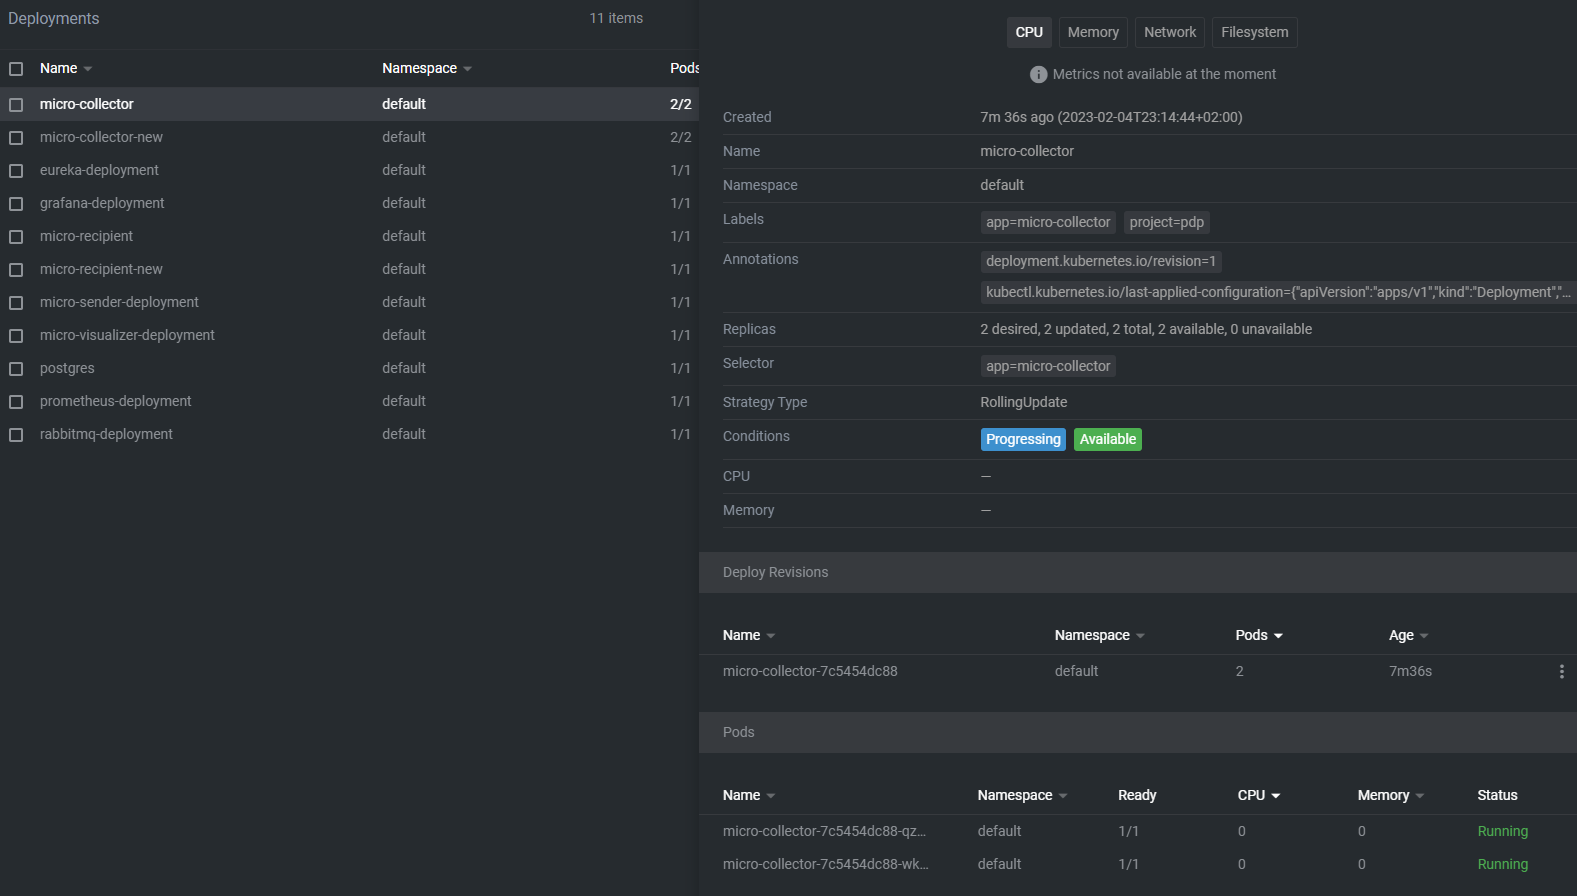 Deployments 11 items
Name Namespace Pods
micro-collector default 2/2
micro-collector-new default 2/2
eureka-deployment default 1/1
grafana-deployment default 1/1
micro-recipient default 1/1
micro-recipient-new default 1/1
micro-sender-deployment default 1/1
micro-visualizer-deployment default 1/1
postgres default 1/1
prometheus-deployment default 1/1
rabbitmq-deployment default 1/1
CPU Memory Network Filesystem
Metrics not available at the moment
Created 7m 36s ago (2023-02-04T23:14:44+02:00)
Name micro-collector
Namespace default
Labels app=micro-collector project=pdp
Annotations deployment.kubernetes.io/revision=1
kubectl.kubernetes.io/last-applied-configuration={"apiVersion":"apps/v1","kind":"Deployment","...
Replicas 2 desired, 2 updated, 2 total, 2 available, 0 unavailable
Selector app=micro-collector
Strategy Type RollingUpdate
Conditions Progressing Available
CPU —
Memory —
Deploy Revisions
Name Namespace Pods Age
micro-collector-7c5454dc88 default 2 7m36s
Pods
Name Namespace Ready CPU Memory Status
micro-collector-7c5454dc88-qz... default 1/1 0 0 Running
micro-collector-7c5454dc88-wk... default 1/1 0 0 Running